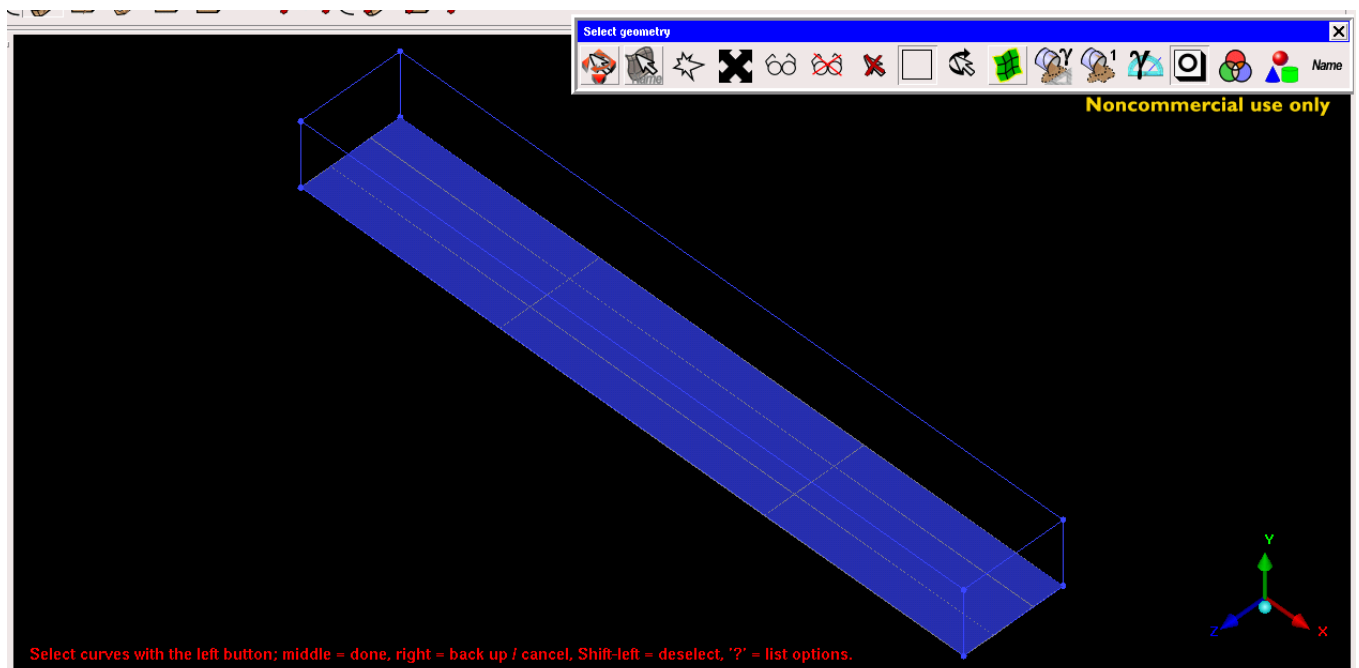 Select geometry
Name
Noncommercial use only
Y
Z
X
Select curves with the left button; middle = done, right = back up / cancel, Shift-left = deselect, '?' = list options.